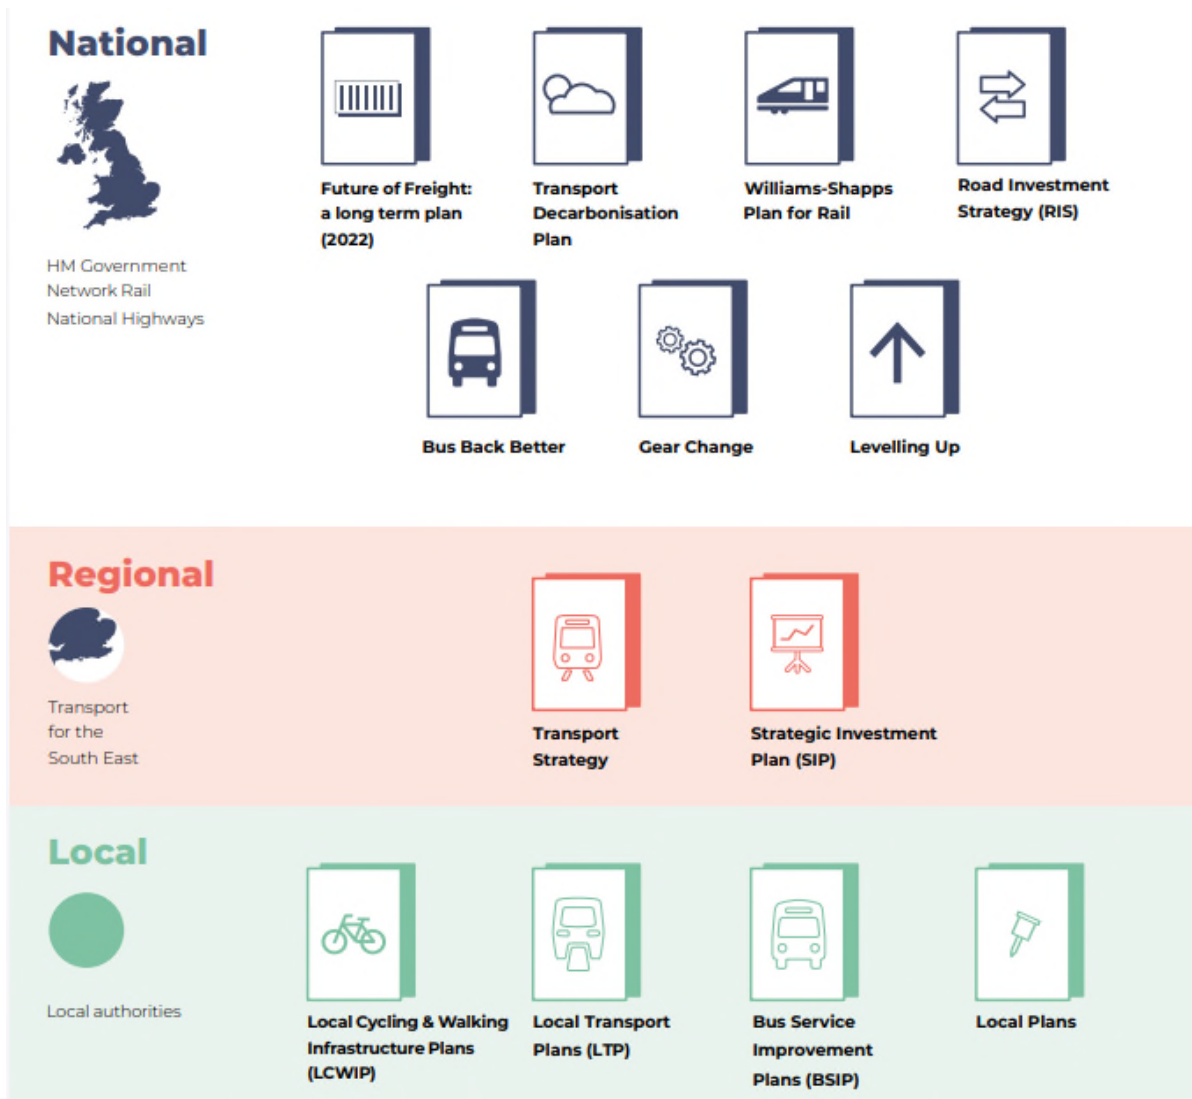 National
HM Government
Network Rail
National Highways
Future of Freight:
a long term plan
(2022)
Transport
Decarbonisation
Plan
Williams-Shapps
Plan for Rail
Road Investment
Strategy (RIS)
Bus Back Better
Gear Change
Levelling Up
Regional
Transport
for the
South East
Transport
Strategy
Strategic Investment
Plan (SIP)
Local
Local authorities
Local Cycling & Walking
Infrastructure Plans
(LCWIP)
Local Transport
Plans (LTP)
Bus Service
Improvement
Plans (BSIP)
Local Plans